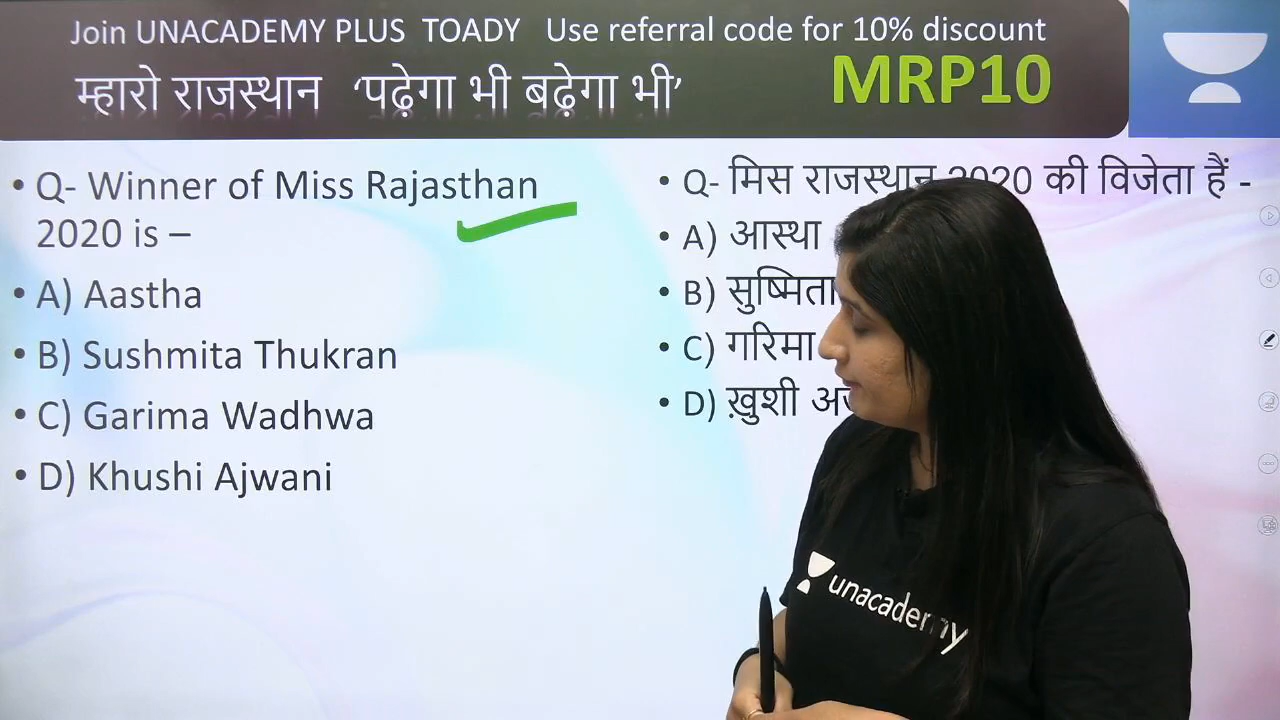 Join UNACADEMY PLUS TOADY Use referral code for 10% discount
म्हारो राजस्थान ‘पढ़ेगा भी बढ़ेगा भी’ MRP10
• Q- Winner of Miss Rajasthan
2020 is –
• A) Aastha
• B) Sushmita Thukran
• C) Garima Wadhwa
• D) Khushi Ajwani
• Q- मिस राजस्थान 2020 की विजेता हैं -
• A) आस्था
• B) सुष्मिता
• C) गरिमा
• D) ख़ुशी
unacademy